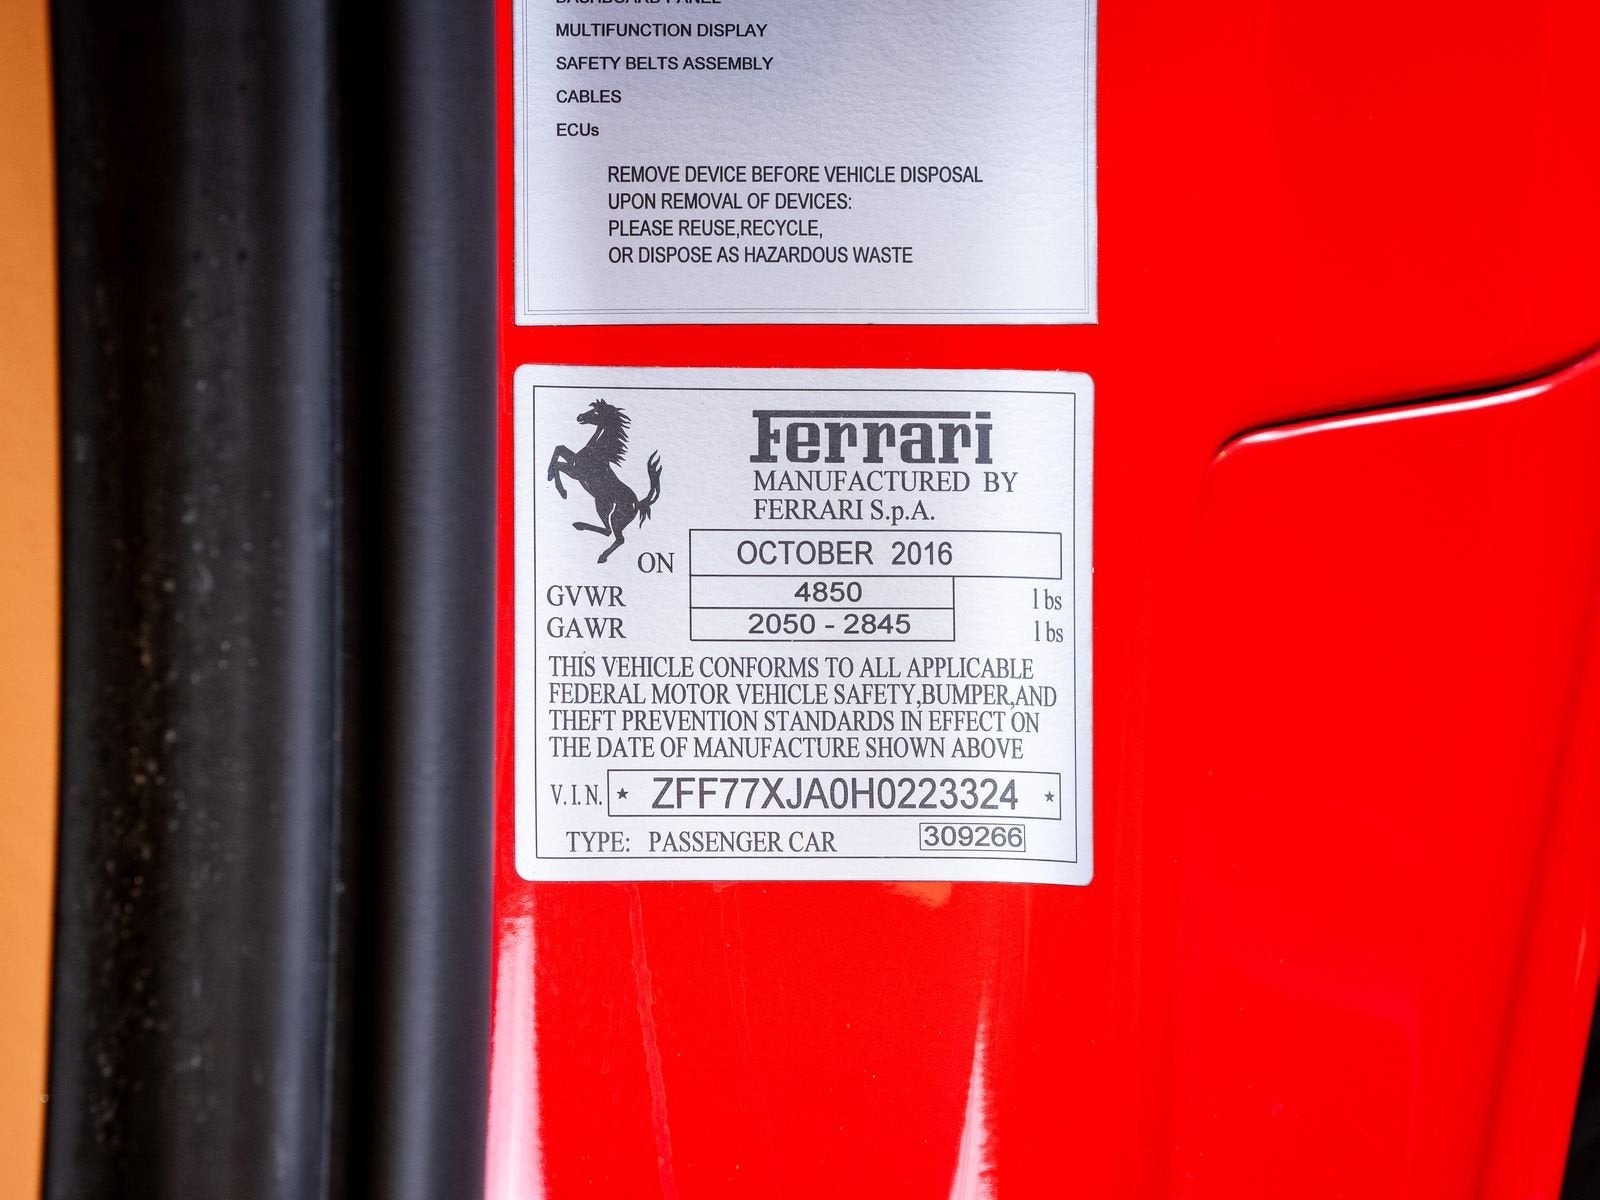 DASHBOARD PANEL
MULTIFUNCTION DISPLAY
SAFETY BELTS ASSEMBLY
CABLES
ECUs
REMOVE DEVICE BEFORE VEHICLE DISPOSAL
UPON REMOVAL OF DEVICES:
PLEASE REUSE,RECYCLE,
OR DISPOSE AS HAZARDOUS WASTE
Ferrari
MANUFACTURED BY
FERRARI S.p.A.
ON OCTOBER 2016
GVWR 4850 lbs
GAWR 2050 - 2845 lbs
THIS VEHICLE CONFORMS TO ALL APPLICABLE
FEDERAL MOTOR VEHICLE SAFETY,BUMPER,AND
THEFT PREVENTION STANDARDS IN EFFECT ON
THE DATE OF MANUFACTURE SHOWN ABOVE
V.I.N. ★ ZFF77XJA0H0223324 ★
TYPE: PASSENGER CAR 309266